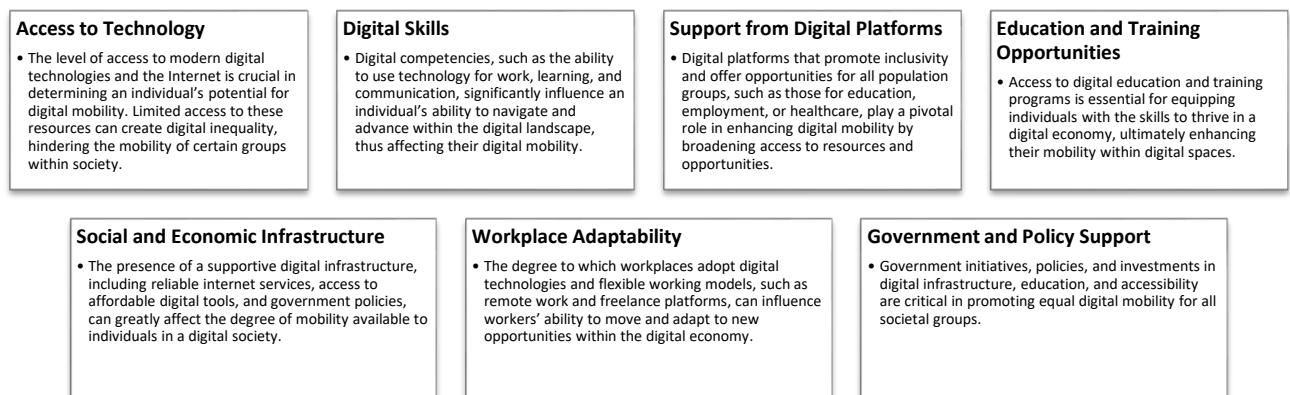 Access to Technology
• The level of access to modern digital
technologies and the Internet is crucial in
determining an individual's potential for
digital mobility. Limited access to these
resources can create digital inequality,
hindering the mobility of certain groups
within society.
Digital Skills
• Digital competencies, such as the ability
to use technology for work, learning, and
communication, significantly influence an
individual's ability to navigate and
advance within the digital landscape,
thus affecting their digital mobility.
Support from Digital Platforms
• Digital platforms that promote inclusivity
and offer opportunities for all population
groups, such as those for education,
employment, or healthcare, play a pivotal
role in enhancing digital mobility by
broadening access to resources and
opportunities.
Education and Training
Opportunities
• Access to digital education and training
programs is essential for equipping
individuals with the skills to thrive in a
digital economy, ultimately enhancing
their mobility within digital spaces.
Social and Economic Infrastructure
• The presence of a supportive digital infrastructure,
including reliable internet services, access to
affordable digital tools, and government policies,
can greatly affect the degree of mobility available to
individuals in a digital society.
Workplace Adaptability
• The degree to which workplaces adopt digital
technologies and flexible working models, such as
remote work and freelance platforms, can influence
workers' ability to move and adapt to new
opportunities within the digital economy.
Government and Policy Support
• Government initiatives, policies, and investments in
digital infrastructure, education, and accessibility
are critical in promoting equal digital mobility for all
societal groups.